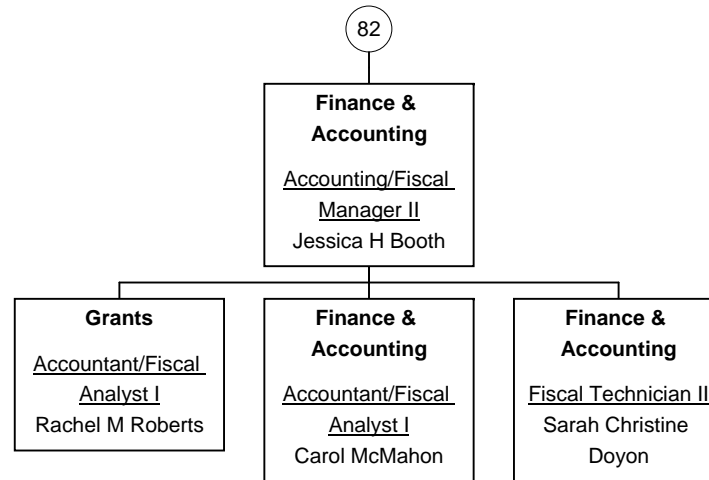 82
Finance &
Accounting
Accounting/Fiscal
Manager II
Jessica H Booth
Grants
Accountant/Fiscal
Analyst I
Rachel M Roberts
Finance &
Accounting
Accountant/Fiscal
Analyst I
Carol McMahon
Finance &
Accounting
Fiscal Technician II
Sarah Christine
Doyon